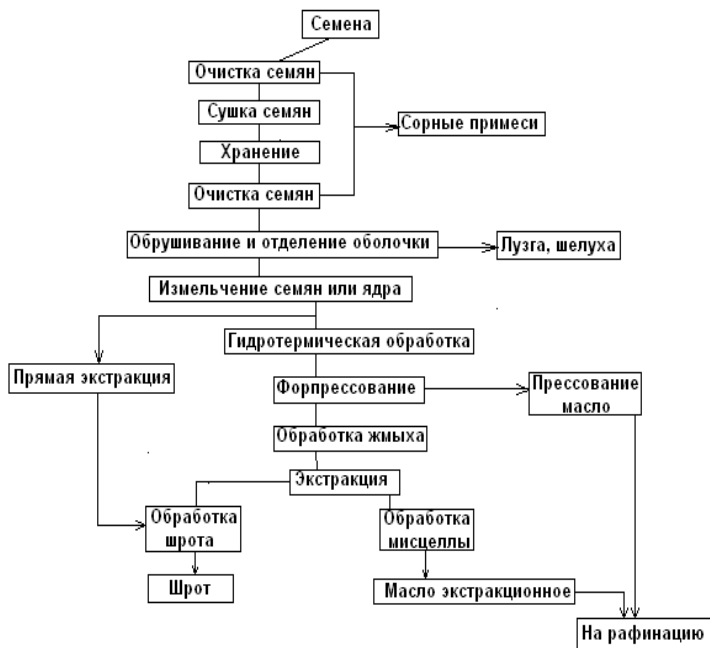 Семена
Очистка семян
Сушка семян
Сорные примеси
Хранение
Очистка семян
Обрушивание и отделение оболочки
Лузга, шелуха
Измельчение семян или ядра
Гидротермическая обработка
Прямая экстракция
Форпрессование
Прессование
масло
Обработка жмыха
Экстракция
Обработка
шрота
Обработка
мисцеллы
Шрот
Масло экстракционное
На рафинацию